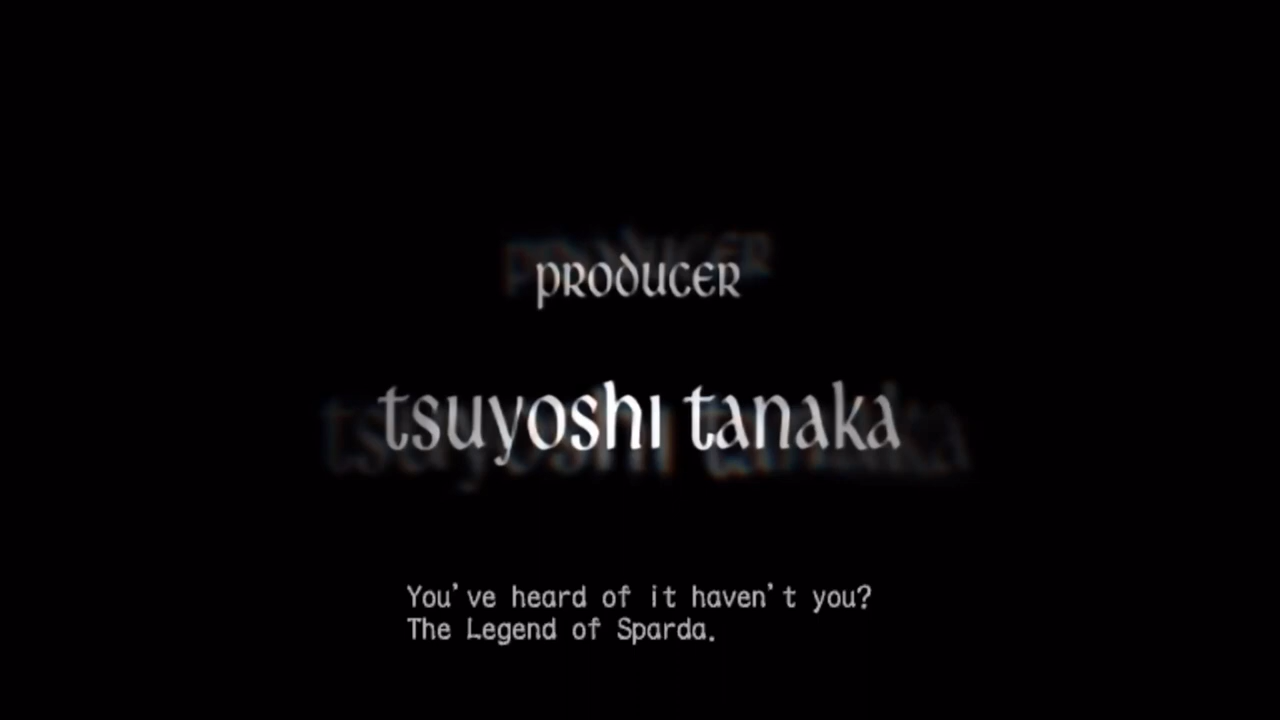 PRODUCER
tsuyoshi tanaka
You've heard of it haven't you?
The Legend of Sparda.